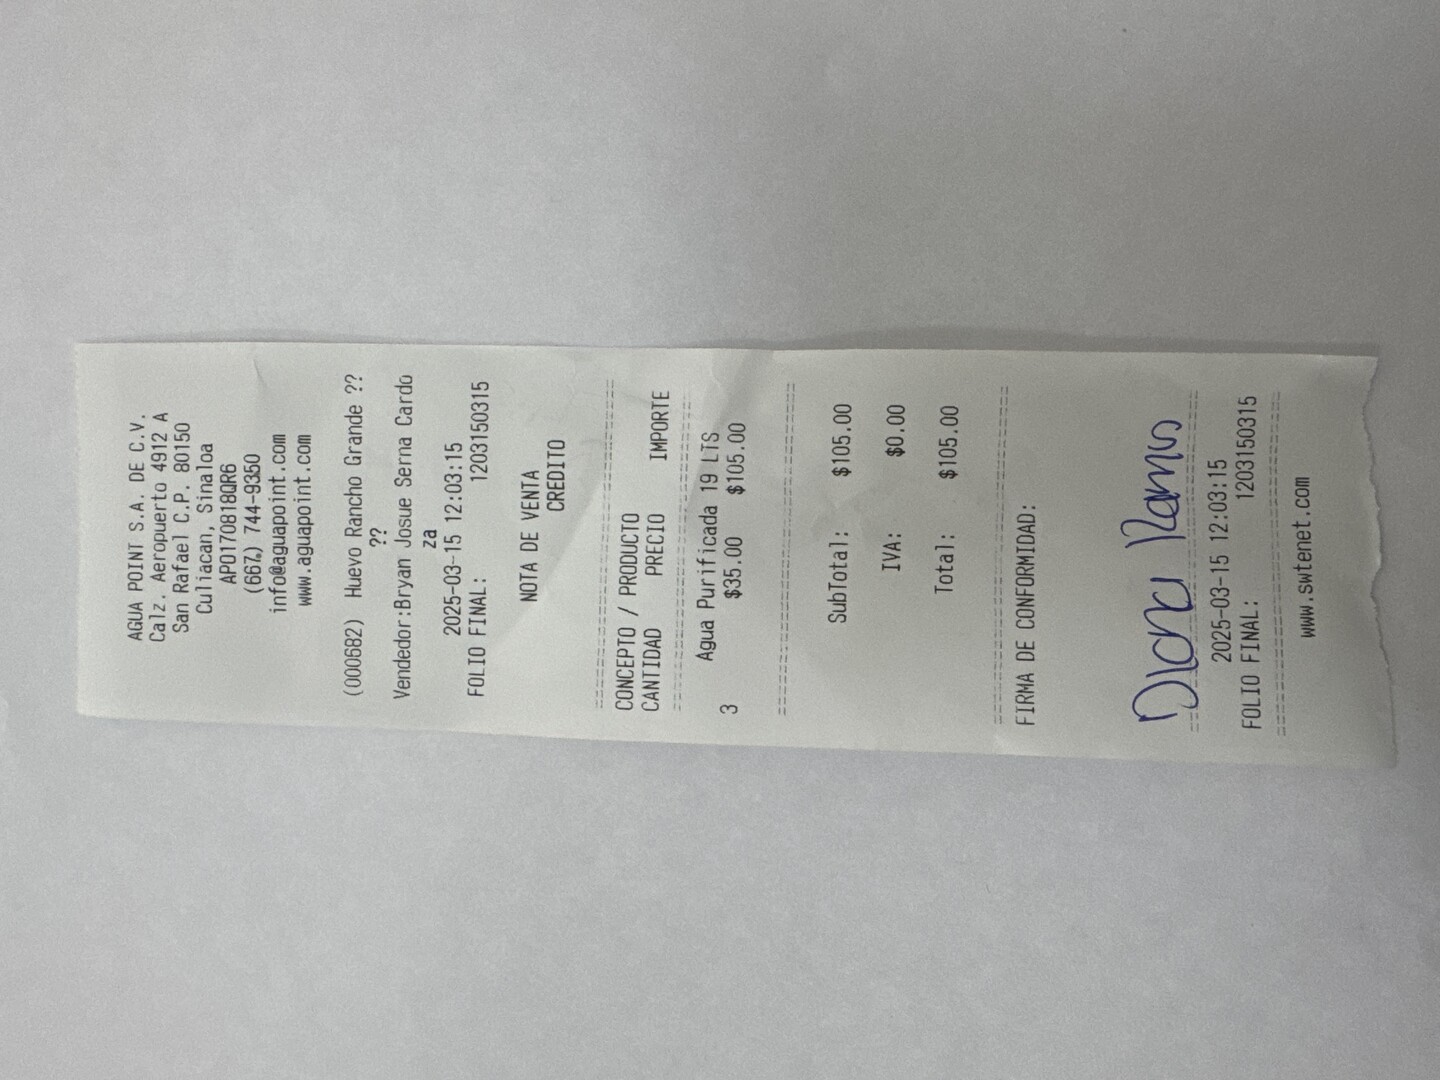 AGUA POINT S.A. DE C.V.
Calz. Aeropuerto 4912 A
San Rafael C.P. 80150
Culiacan, Sinaloa
APO170818QR6
(667) 744-9350
info@aguapoint.com
www.aguapoint.com
(000662) Huevo Rancho Grande ??
??
Vendedor:Bryan Josue Serna Cardo
za
2025-03-15 12:03:15
FOLIO FINAL: 1203150315
NOTA DE VENTA
CREDITO
================================
CONCEPTO / PRODUCTO
CANTIDAD PRECIO IMPORTE
================================
Agua Purificada 19 LTS
3 $35.00 $105.00
================================
SubTotal: $105.00
IVA: $0.00
Total: $105.00
================================
FIRMA DE CONFORMIDAD:
Diana Ramos
================================
2025-03-15 12:03:15
FOLIO FINAL: 1203150315
================================
www.swtenet.com